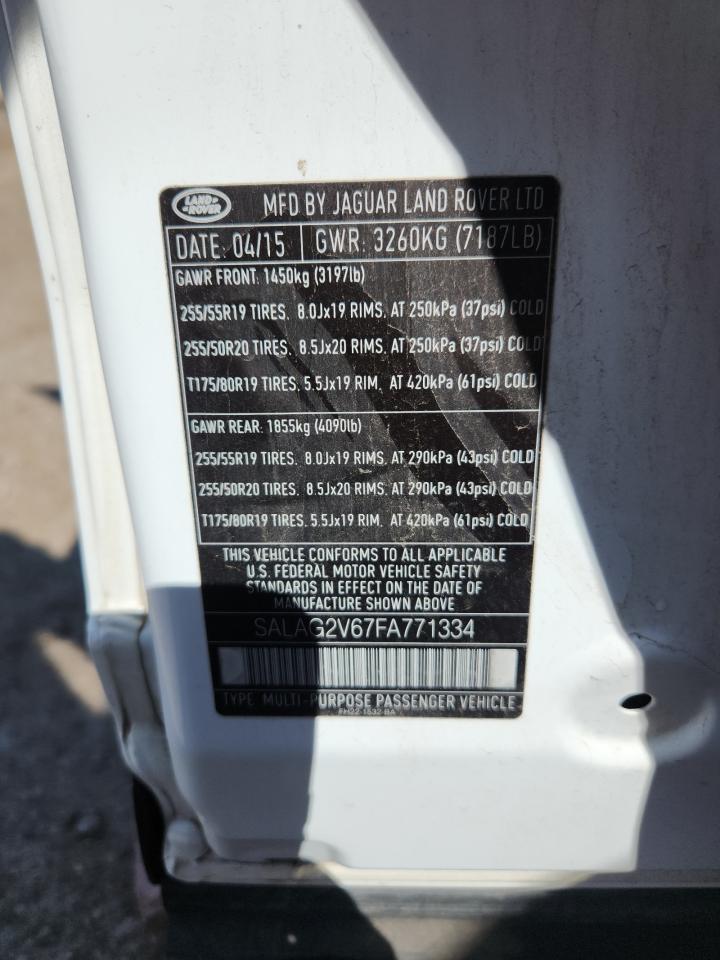 LAND ROVER MFD BY JAGUAR LAND ROVER LTD
DATE: 04/15 GWR: 3260KG (7187LB)
GAWR FRONT: 1450kg (3197lb)
255/55R19 TIRES. 8.0Jx19 RIMS. AT 250kPa (37psi) COLD
255/50R20 TIRES. 8.5Jx20 RIMS. AT 250kPa (37psi) COLD
T175/80R19 TIRES. 5.5Jx19 RIM. AT 420kPa (61psi) COLD
GAWR REAR: 1855kg (4090lb)
255/55R19 TIRES. 8.0Jx19 RIMS. AT 290kPa (43psi) COLD
255/50R20 TIRES. 8.5Jx20 RIMS. AT 290kPa (43psi) COLD
T175/80R19 TIRES. 5.5Jx19 RIM. AT 420kPa (61psi) COLD
THIS VEHICLE CONFORMS TO ALL APPLICABLE
U.S. FEDERAL MOTOR VEHICLE SAFETY
STANDARDS IN EFFECT ON THE DATE OF
MANUFACTURE SHOWN ABOVE
SALAG2V67FA771334
TYPE: MULTI-PURPOSE PASSENGER VEHICLE
FH22-1532-BA